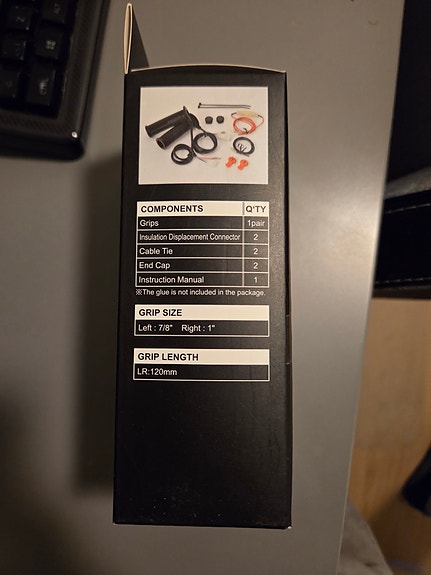 COMPONENTS Q'TY
Grips 1pair
Insulation Displacement Connector 2
Cable Tie 2
End Cap 2
Instruction Manual 1
※The glue is not included in the package.
GRIP SIZE
Left : 7/8" Right : 1"
GRIP LENGTH
LR:120mm